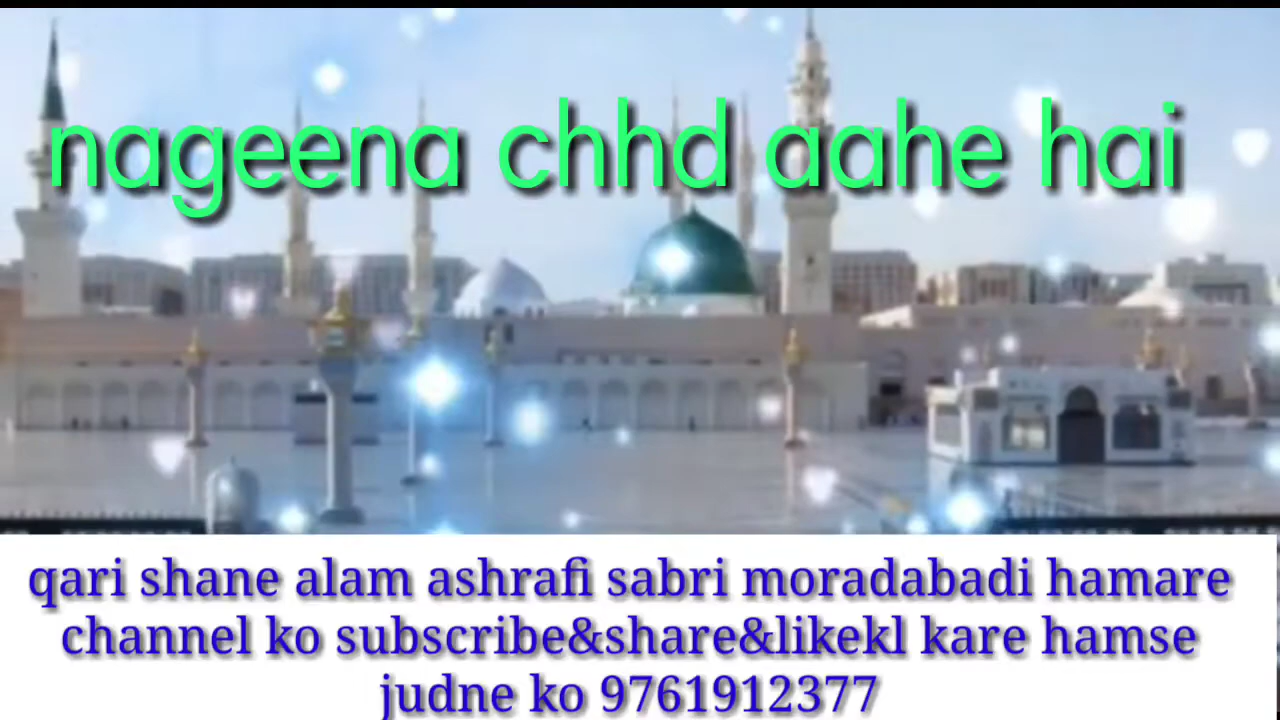 nageena chhd aahe hai
qari shane alam ashrafi sabri moradabadi hamare
channel ko subscribe&share&likekl kare hamse
judne ko 9761912377